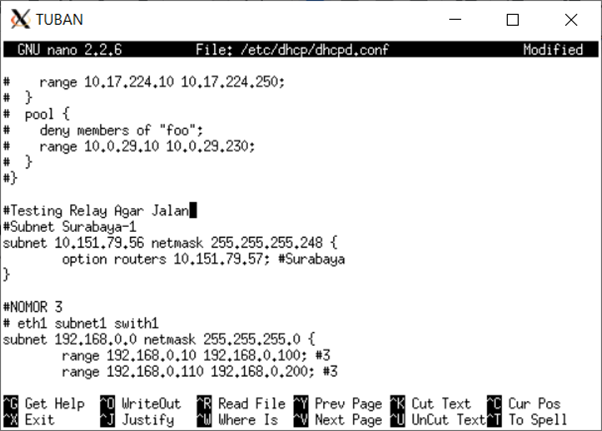 TUBAN
GNU nano 2.2.6 File: /etc/dhcp/dhcpd.conf Modified
#    range 10.17.224.10 10.17.224.250;
#  }
#  pool {
#    deny members of "foo";
#    range 10.0.29.10 10.0.29.230;
#  }
#}
#Testing Relay Agar Jalan
#Subnet Surabaya-1
subnet 10.151.79.56 netmask 255.255.255.248 {
        option routers 10.151.79.57; #Surabaya
}
#NOMOR 3
# eth1 subnet1 swith1
subnet 192.168.0.0 netmask 255.255.255.0 {
        range 192.168.0.10 192.168.0.100; #3
        range 192.168.0.110 192.168.0.200; #3
^G Get Help ^O WriteOut ^R Read File ^Y Prev Page ^K Cut Text ^C Cur Pos
^X Exit ^J Justify ^W Where Is ^V Next Page ^U UnCut Text ^T To Spell